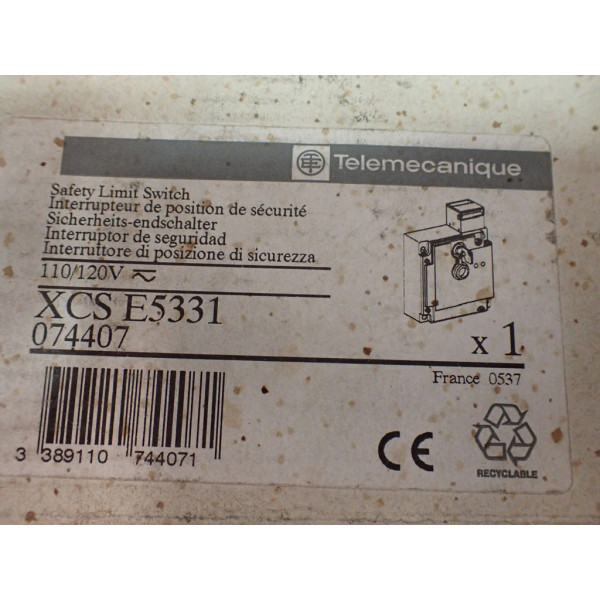 Telemecanique
Safety Limit Switch
Interrupteur de position de sécurité
Sicherheits-endschalter
Interruptor de seguridad
Interruttore di posizione di sicurezza
110/120V
XCS E5331
074407
x 1
France 0537
3 389110 744071
CE
RECYCLABLE